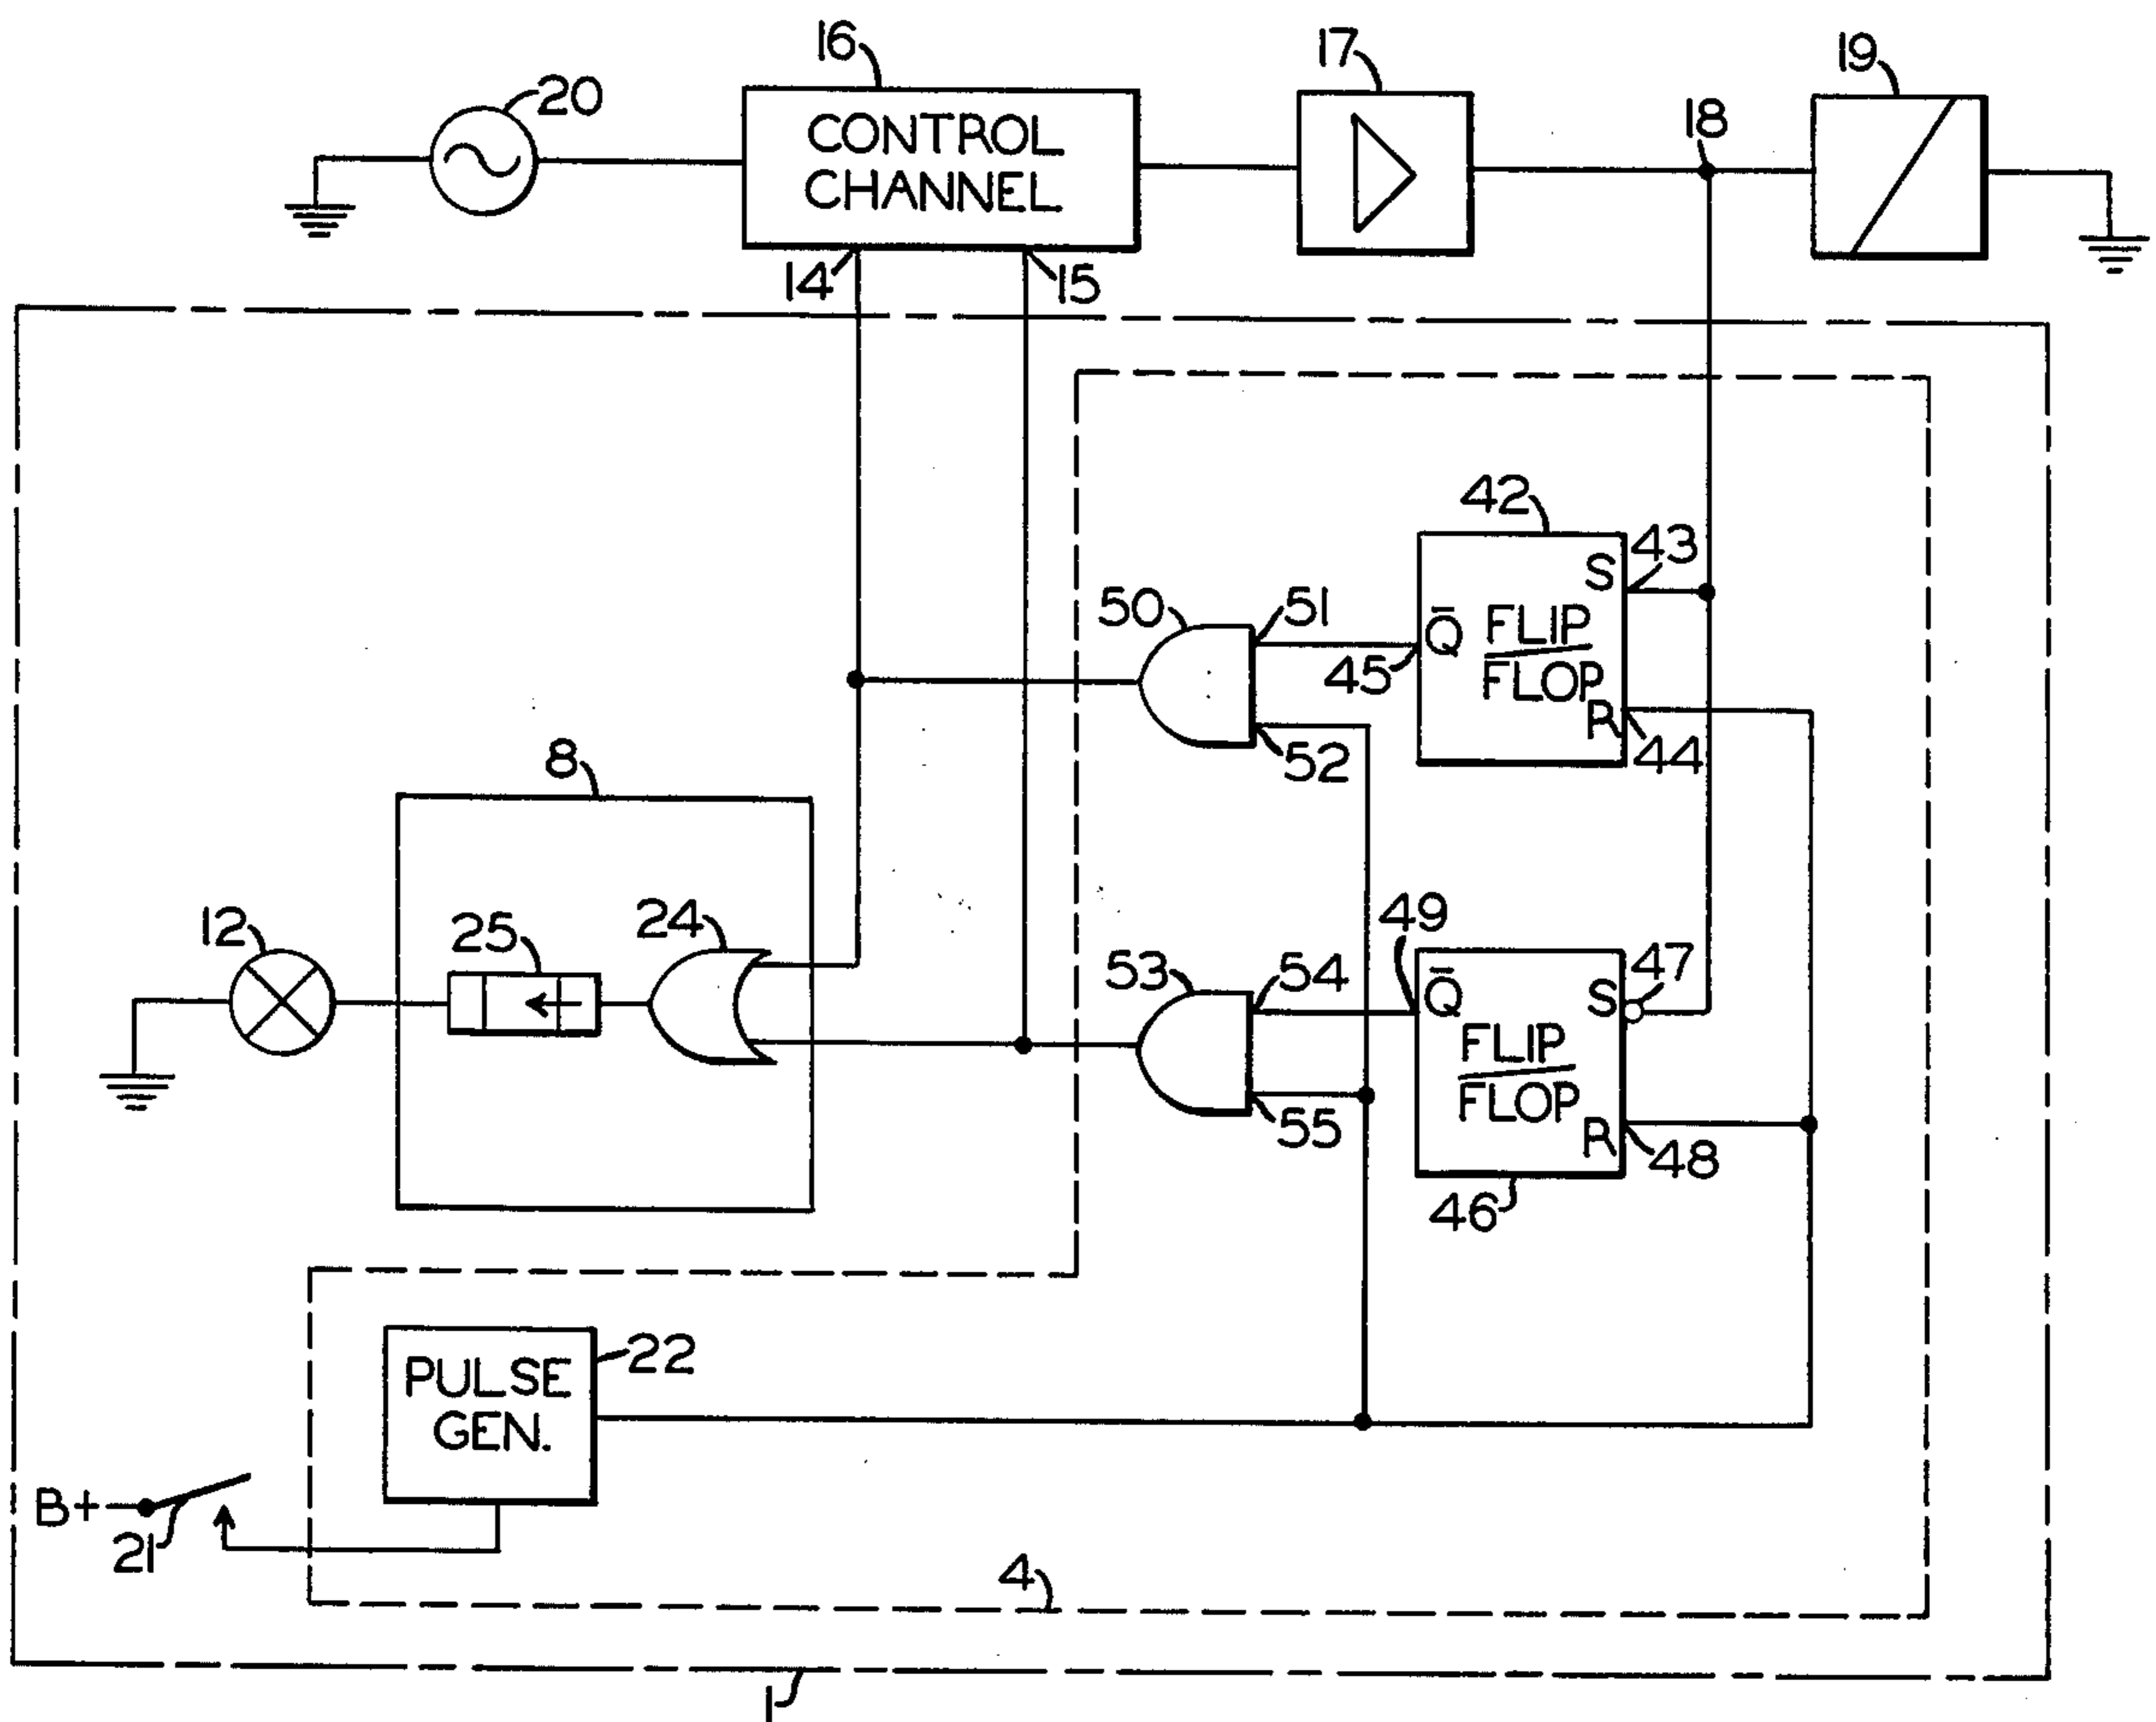 16
17
19
20
18
CONTROL
CHANNEL
14
15
42
43
S
50
51
Q̄
FLIP
FLOP
45
R
52
44
8
12
25
24
49
47
53
54
Q̄
S
FLIP
FLOP
55
R
48
46
22
PULSE
GEN.
B+
21
4
1